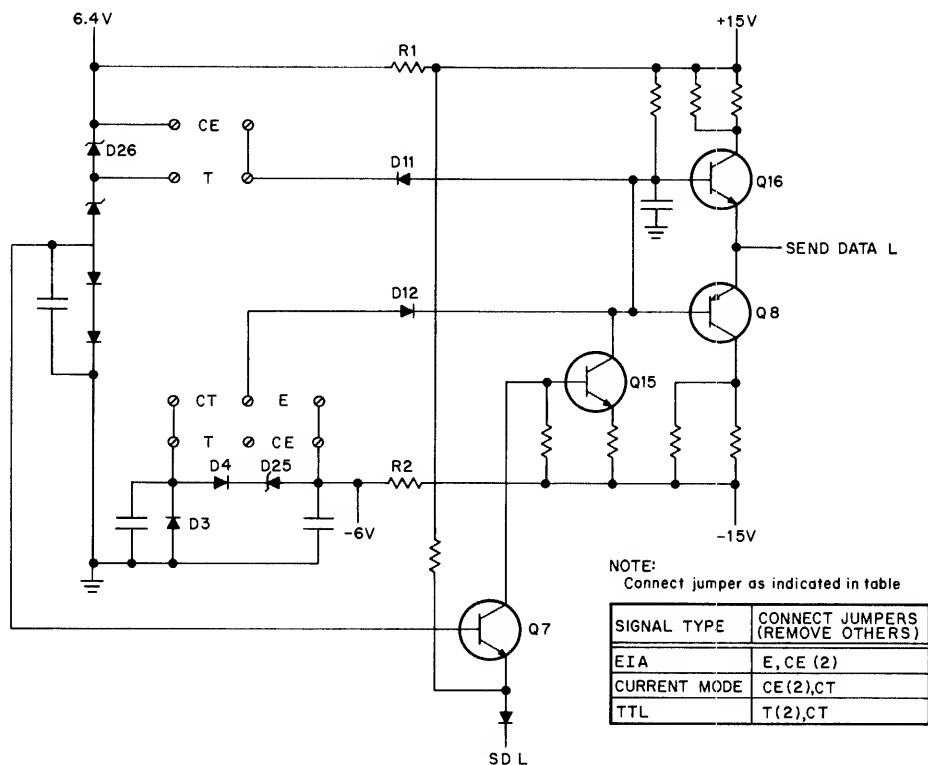 6.4V
+15V
R1
CE
D26
D11
T
Q16
SEND DATA L
D12
Q8
Q15
CT E
T CE
D4 D25
R2
D3
-6V
-15V
NOTE:
Connect jumper as indicated in table
Q7
SIGNAL TYPE CONNECT JUMPERS (REMOVE OTHERS)
EIA E,CE (2)
CURRENT MODE CE(2),CT
TTL T(2),CT
SD L